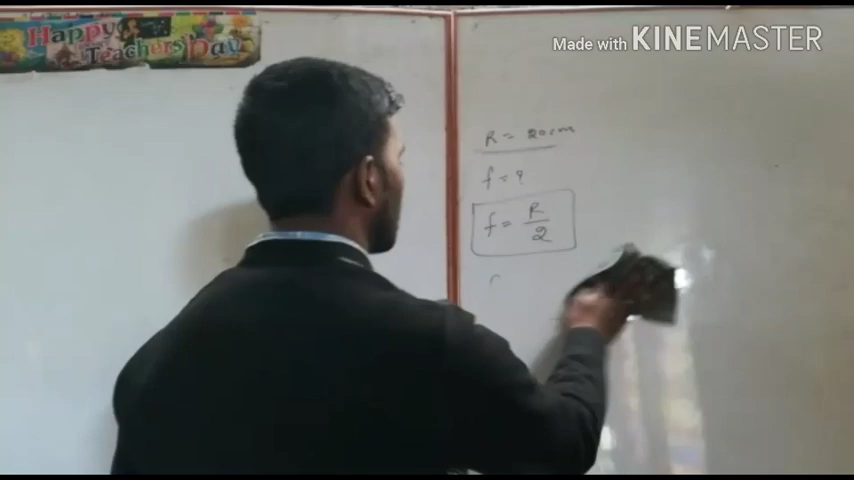 Happy
Teachers' Day
Made with KINEMASTER
R = 20cm
f = ?
f = R/2